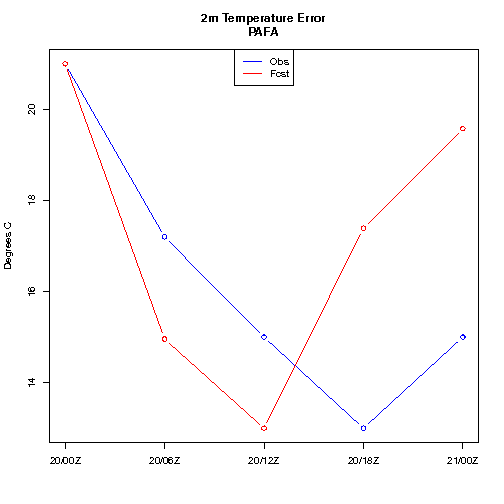 2m Temperature Error
PAFA
Obs
Fcst
Degrees C
20
18
16
14
20/00Z
20/06Z
20/12Z
20/18Z
21/00Z